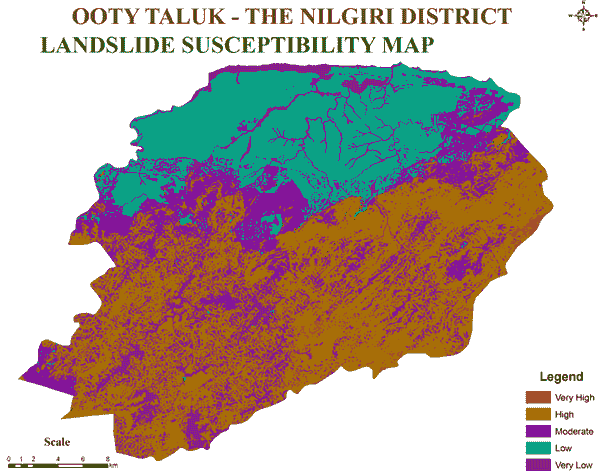 OOTY TALUK - THE NILGIRI DISTRICT
LANDSLIDE SUSCEPTIBILITY MAP
Legend
Very High
High
Moderate
Low
Very Low
Scale
0 1 2 4 6 8
km